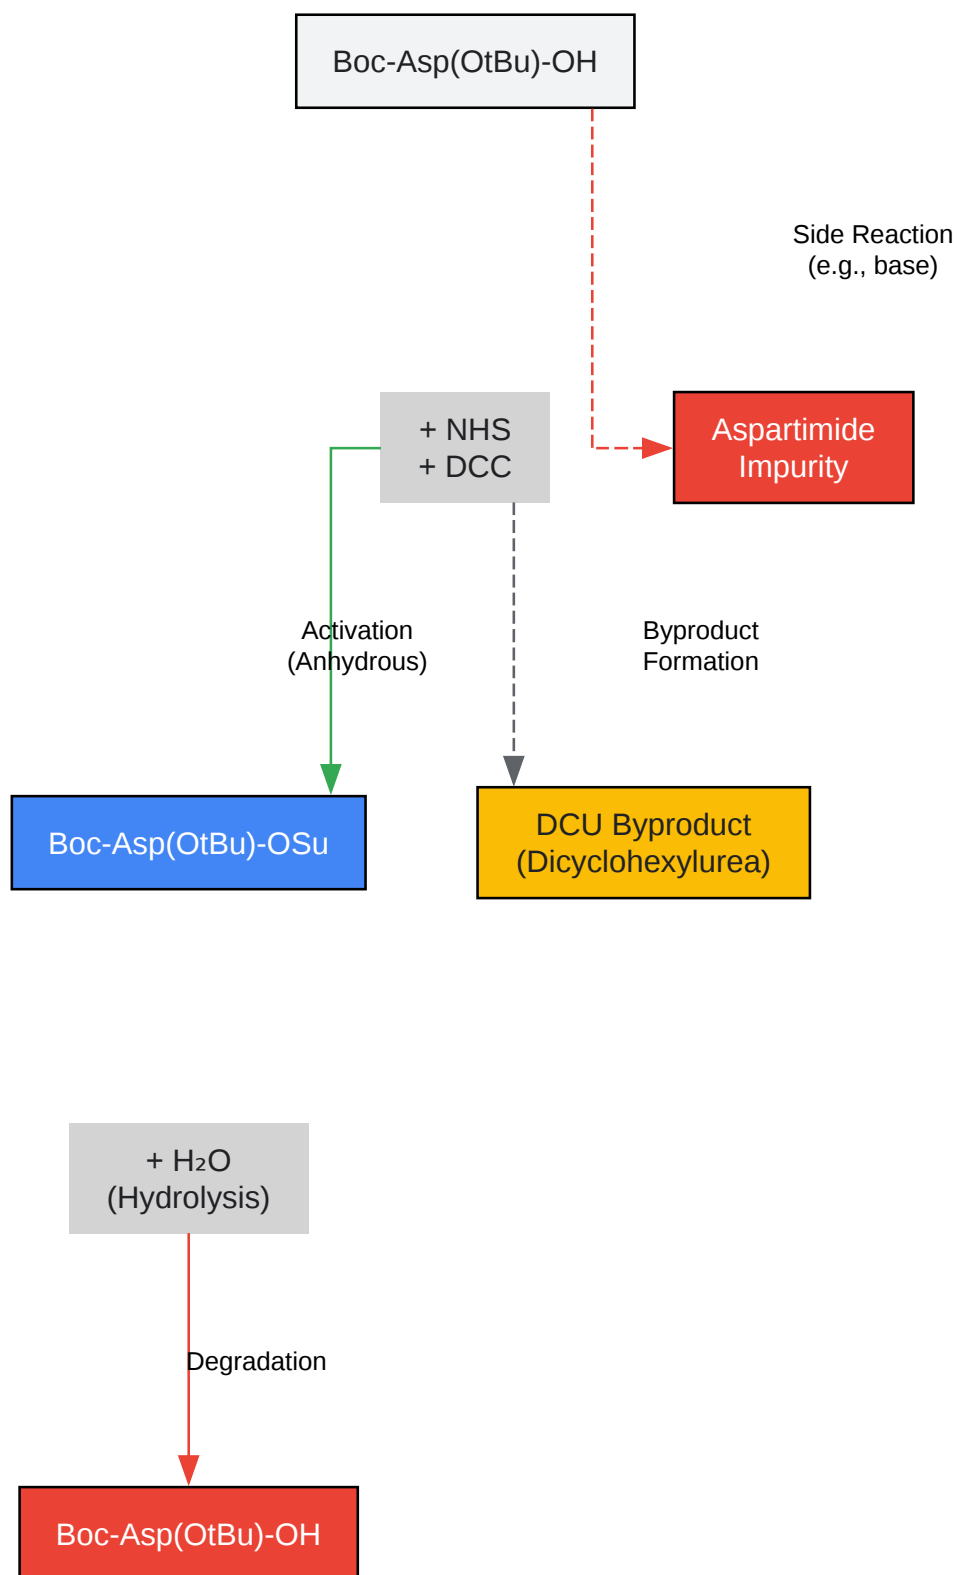 Boc-Asp(OtBu)-OH
Side Reaction
(e.g., base)
+ NHS
+ DCC
Aspartimide
Impurity
Activation
(Anhydrous)
Byproduct
Formation
Boc-Asp(OtBu)-OSu
DCU Byproduct
(Dicyclohexylurea)
+ H₂O
(Hydrolysis)
Degradation
Boc-Asp(OtBu)-OH